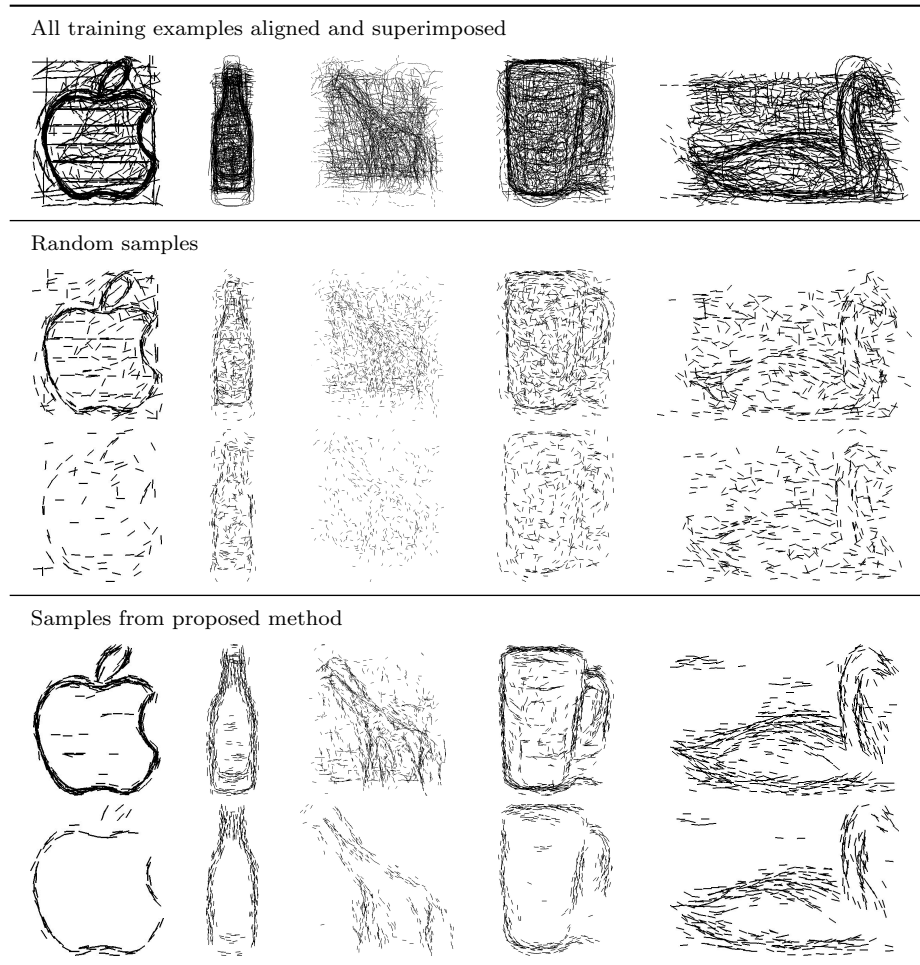 All training examples aligned and superimposed
Random samples
Samples from proposed method